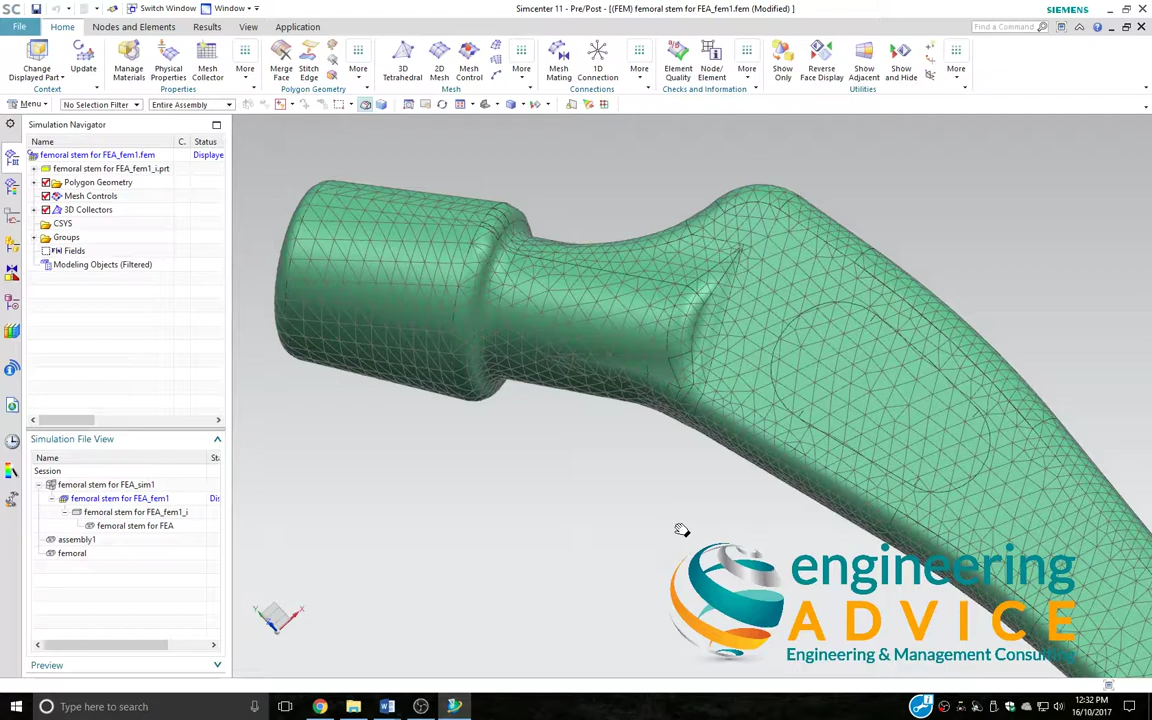 SC Switch Window Window Simcenter 11 - Pre/Post - [(FEM) femoral stem for FEA_fem1.fem (Modified) ] SIEMENS
File Home Nodes and Elements Results View Application Find a Command
Change Displayed Part Update Manage Materials Physical Properties Mesh Collector More Merge Face Stitch Edge More 3D Tetrahedral 2D Mesh Mesh Control More Mesh Mating 1D Connection More Element Quality Node/ Element More Show Only Reverse Face Display Show Adjacent Show and Hide More
Context Properties Polygon Geometry Mesh Connections Checks and Information Utilities
Menu No Selection Filter Entire Assembly
Simulation Navigator
Name C. Status
femoral stem for FEA_fem1.fem Displaye
femoral stem for FEA_fem1_i.prt
Polygon Geometry
Mesh Controls
3D Collectors
CSYS
Groups
Fields
Modeling Objects (Filtered)
Simulation File View
Name Sta
Session
femoral stem for FEA_sim1
femoral stem for FEA_fem1 Dis
femoral stem for FEA_fem1_i
femoral stem for FEA
assembly1
femoral
Preview
Y X
engineering
ADVICE
Engineering & Management Consulting
Type here to search
12:32 PM
16/10/2017